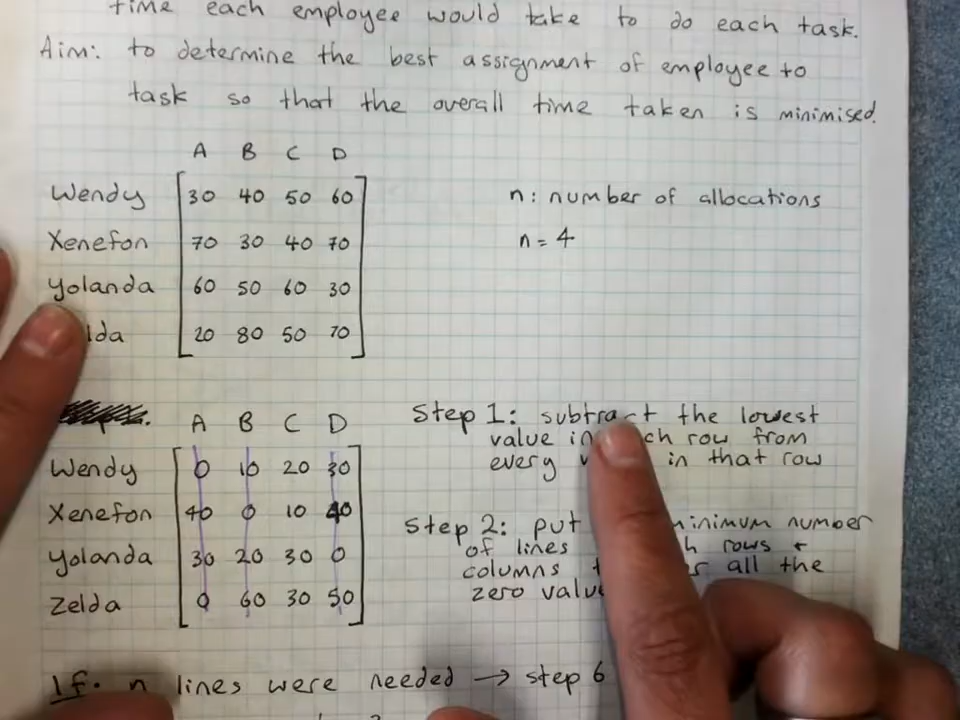 time each employee would take to do each task.
Aim: to determine the best assignment of employee to
task so that the overall time taken is minimised.
A B C D
Wendy 30 40 50 60 n: number of allocations
Xenefon 70 30 40 70 n = 4
Yolanda 60 50 60 30
lda 20 80 50 70
A B C D
Wendy 0 10 20 30
Xenefon 40 0 10 40
Yolanda 30 20 30 0
Zelda 0 60 30 50
Step 1: subtract the lowest
value in ch row from
every in that row
Step 2: put minimum number
of lines rows +
columns all the
zero value
If: n lines were needed → step 6